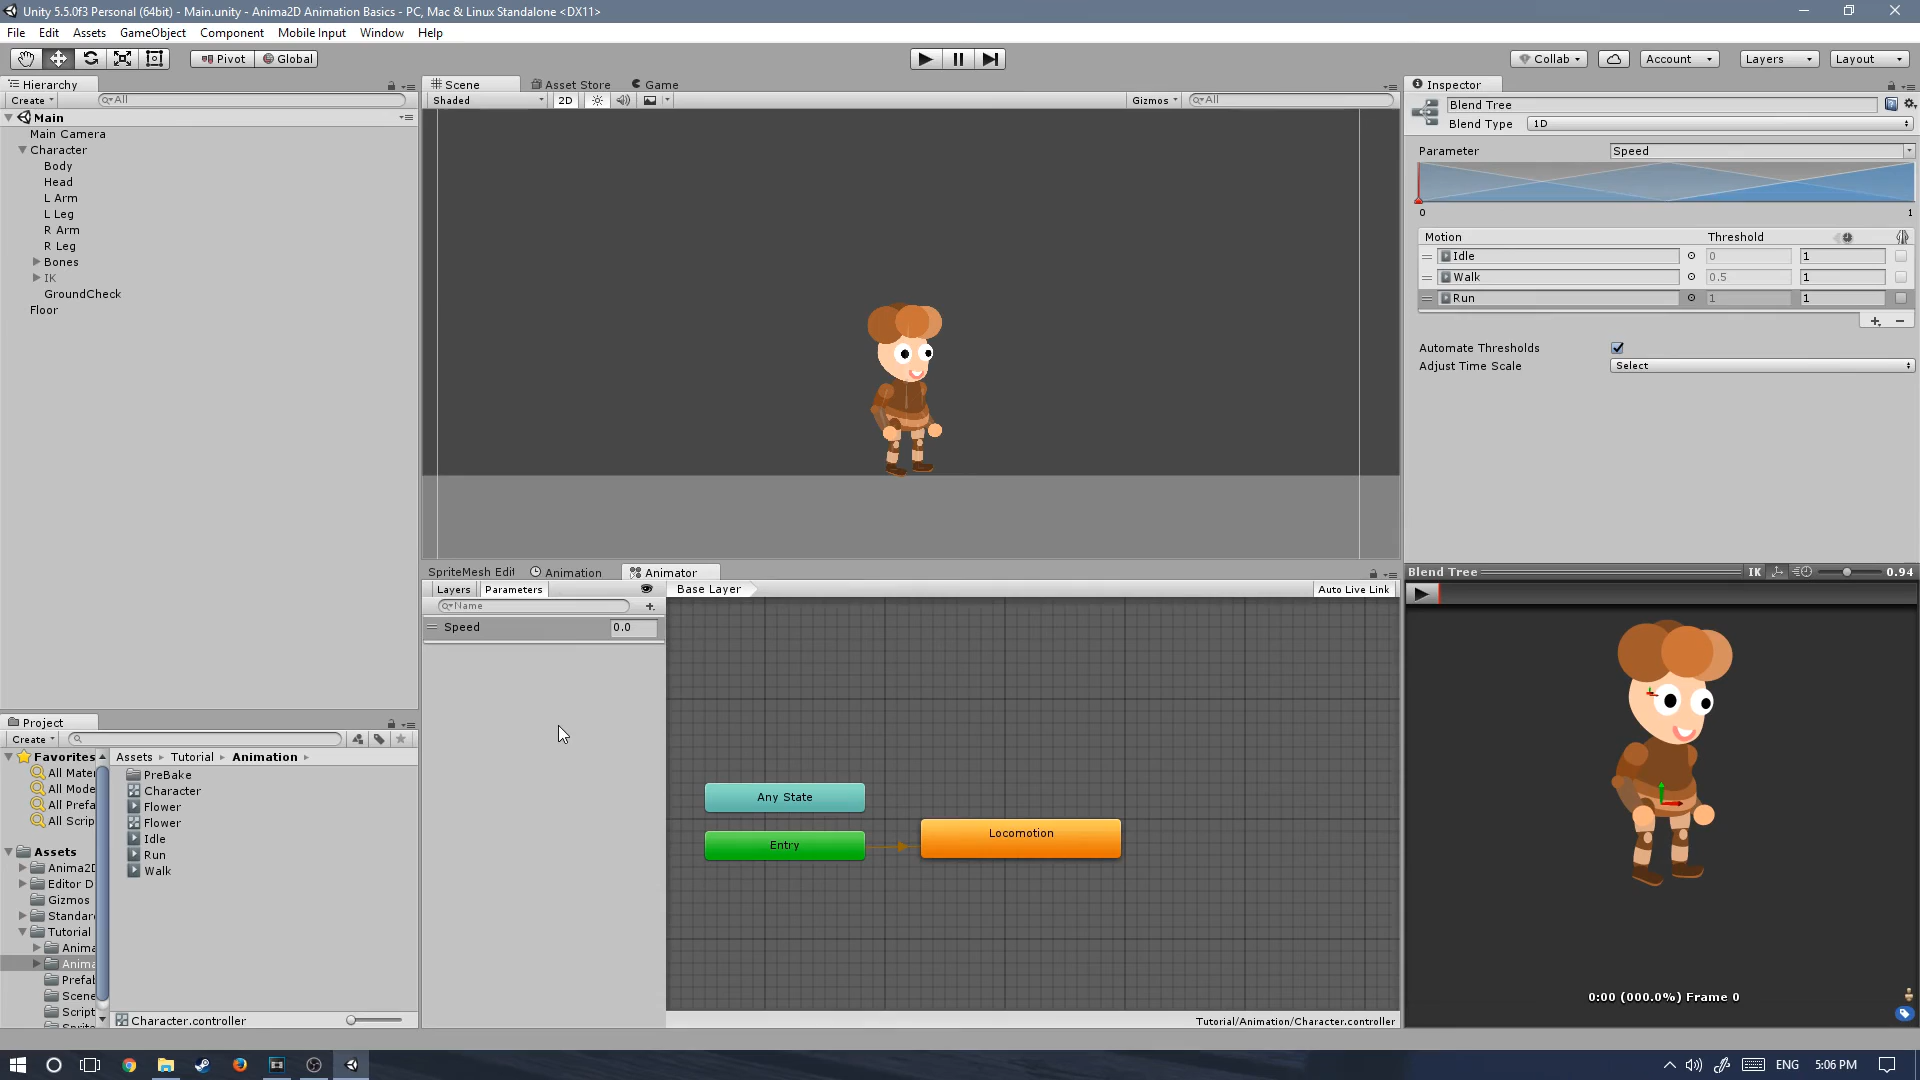 Unity 5.5.0f3 Personal (64bit) - Main.unity - Anima2D Animation Basics - PC, Mac & Linux Standalone <DX11>
File Edit Assets GameObject Component Mobile Input Window Help
Pivot Global Collab Account Layers Layout
Hierarchy
Create All
Main
Main Camera
Character
Body
Head
L Arm
L Leg
R Arm
R Leg
Bones
IK
GroundCheck
Floor
Scene Asset Store Game
Shaded 2D Gizmos All
Inspector
Blend Tree
Blend Type 1D
Parameter Speed
0 1
Motion Threshold
Idle 0 1
Walk 0.5 1
Run 1 1
Automate Thresholds
Adjust Time Scale Select
Project
Create
Favorites
All Mate
All Mode
All Prefa
All Scrip
Assets
Anima2D
Editor D
Gizmos
Standar
Tutorial
Anima
Anima
Prefab
Scene
Script
Assets Tutorial Animation
PreBake
Character
Flower
Flower
Idle
Run
Walk
Character.controller
SpriteMesh Edit Animation Animator
Layers Parameters Base Layer Auto Live Link
Name
Speed 0.0
Any State
Entry
Locomotion
Tutorial/Animation/Character.controller
Blend Tree IK 0.94
0:00 (000.0%) Frame 0
ENG 5:06 PM